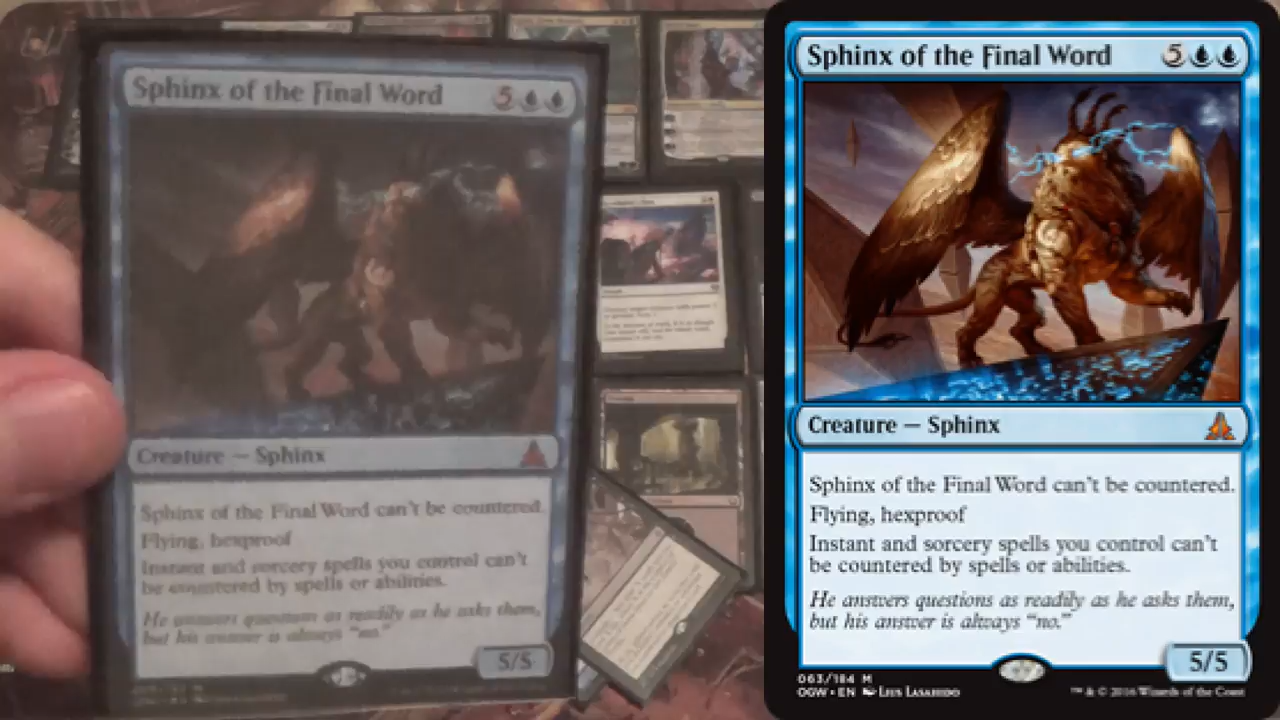 Sphinx of the Final Word 5
Creature — Sphinx
Sphinx of the Final Word can't be countered.
Flying, hexproof
Instant and sorcery spells you control can't
be countered by spells or abilities.
He answers questions as readily as he asks them,
but his answer is always "no."
5/5
Sphinx of the Final Word 5
Creature — Sphinx
Sphinx of the Final Word can't be countered.
Flying, hexproof
Instant and sorcery spells you control can't
be countered by spells or abilities.
He answers questions as readily as he asks them,
but his answer is always "no."
5/5
063/184 M
OGW • EN Lius Lasahido
™ & © 2016 Wizards of the Coast